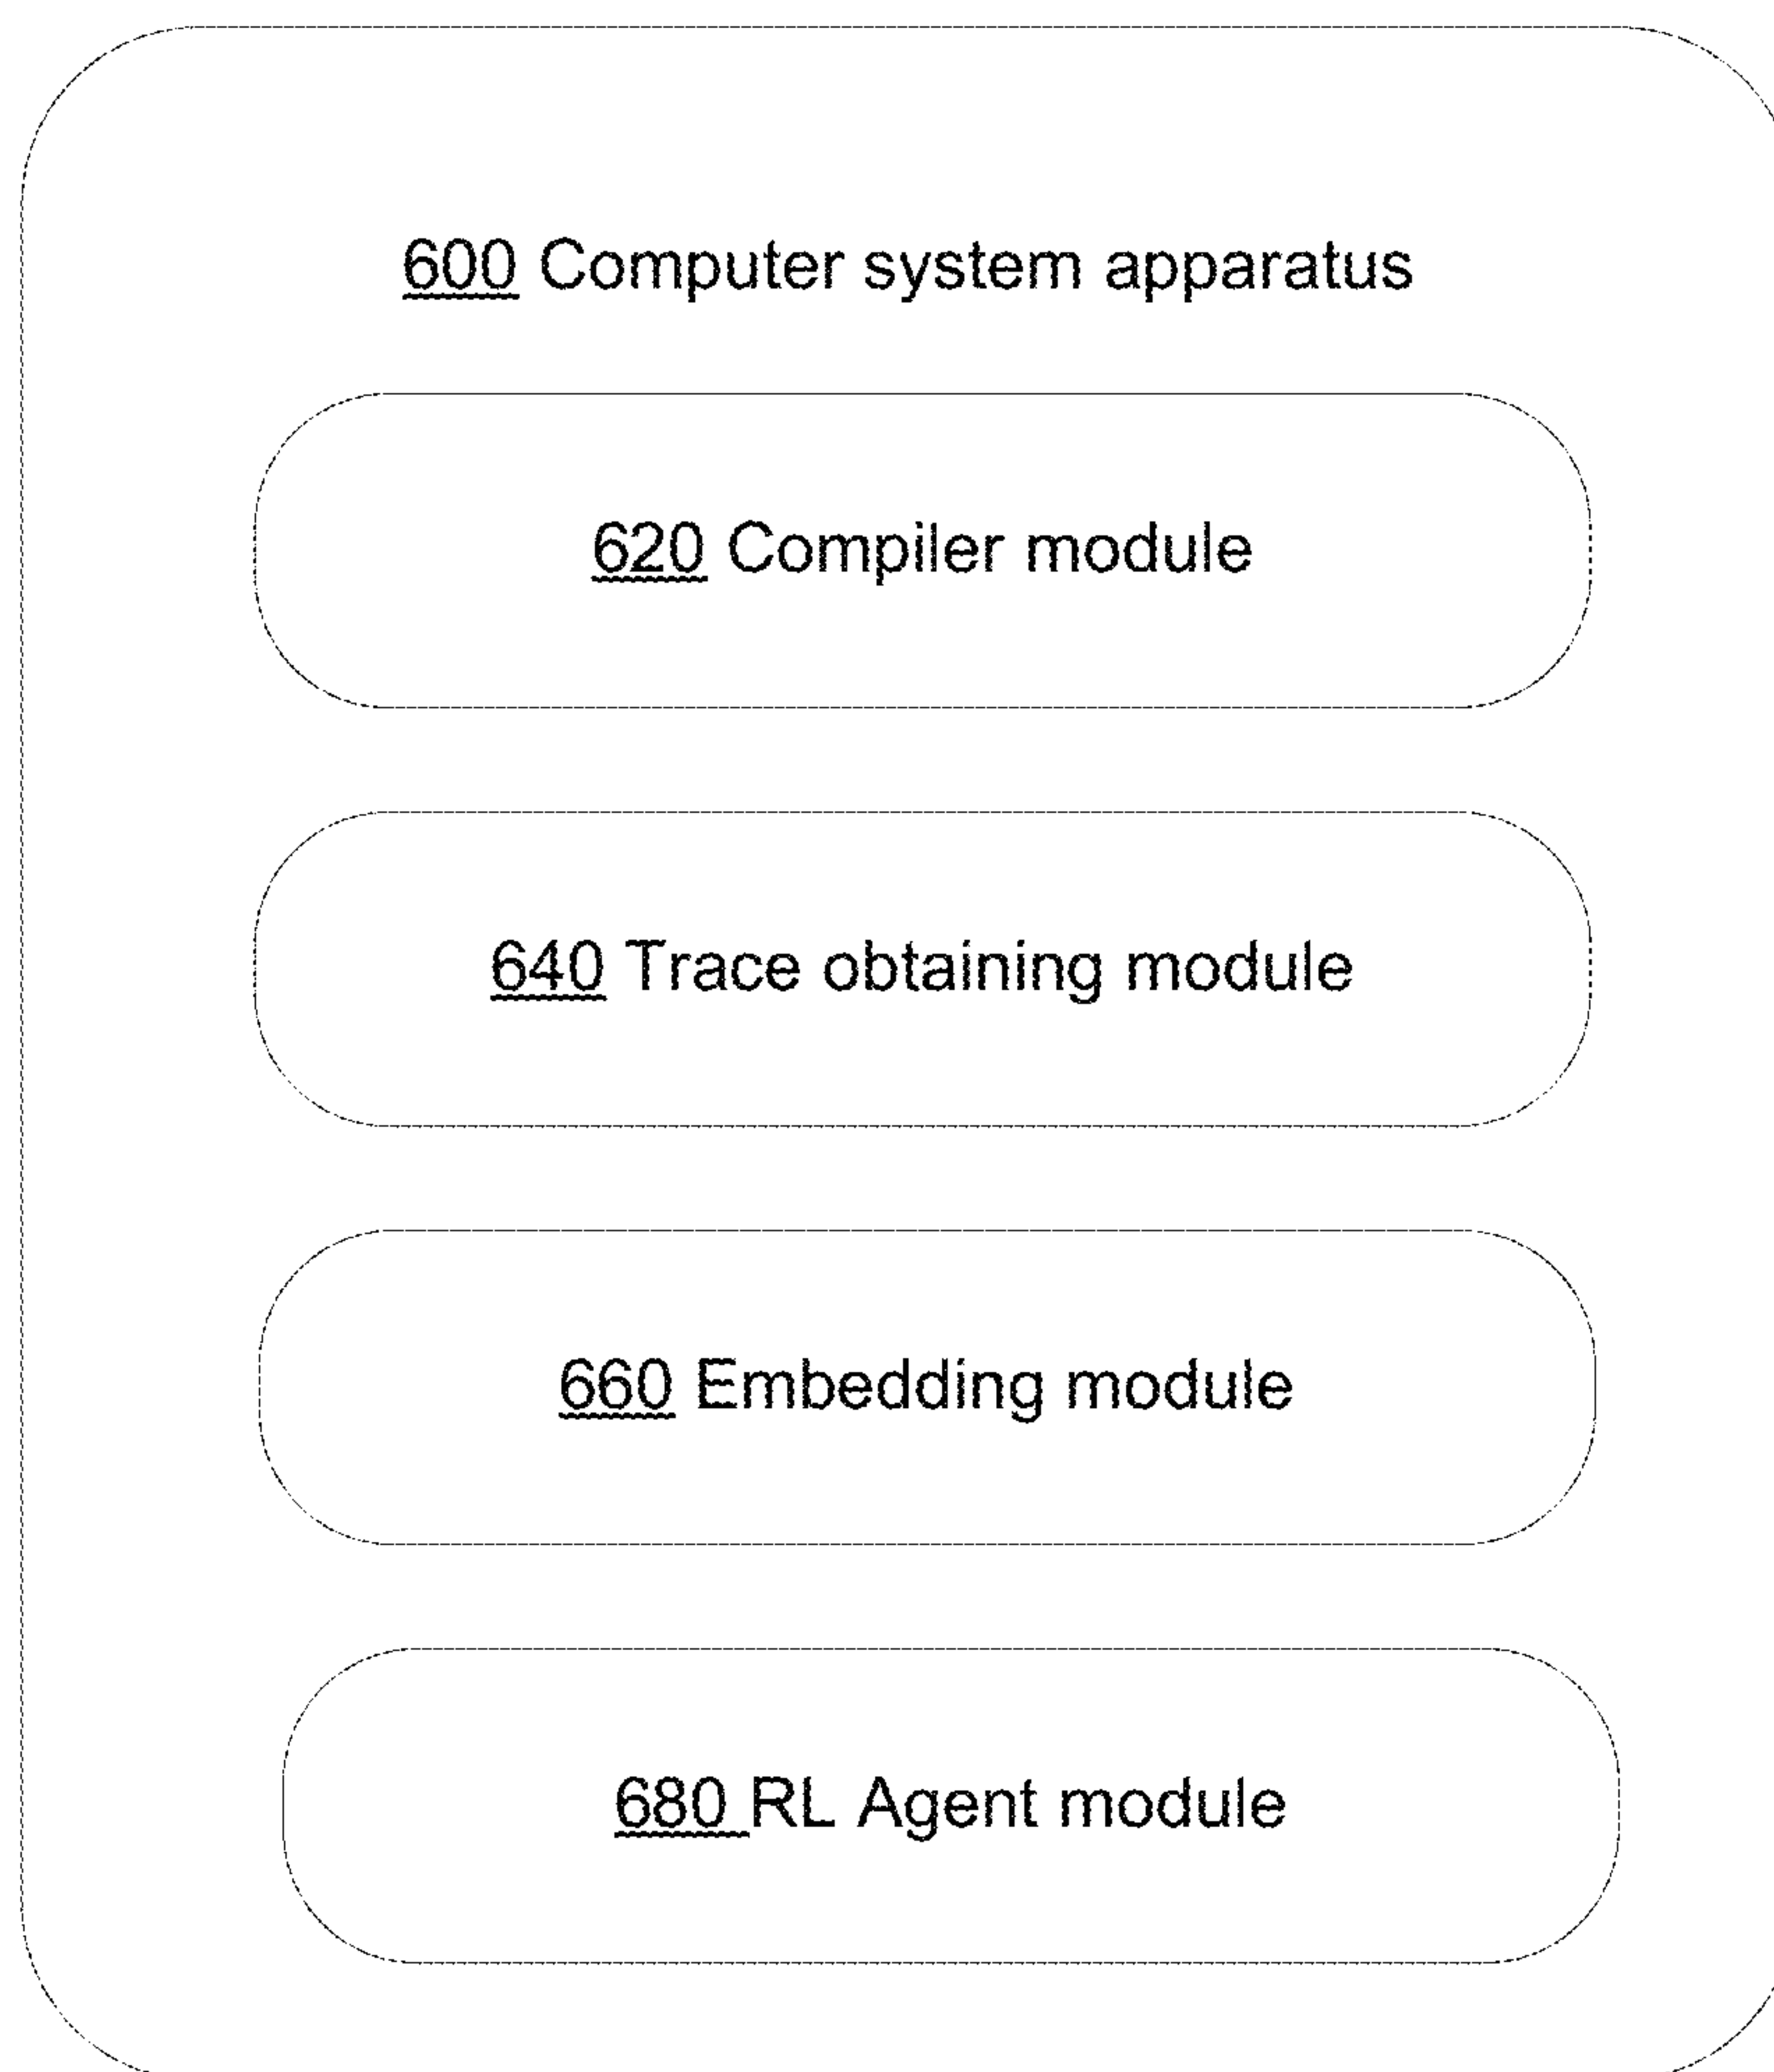 600 Computer system apparatus
620 Compiler module
640 Trace obtaining module
660 Embedding module
680 RL Agent module